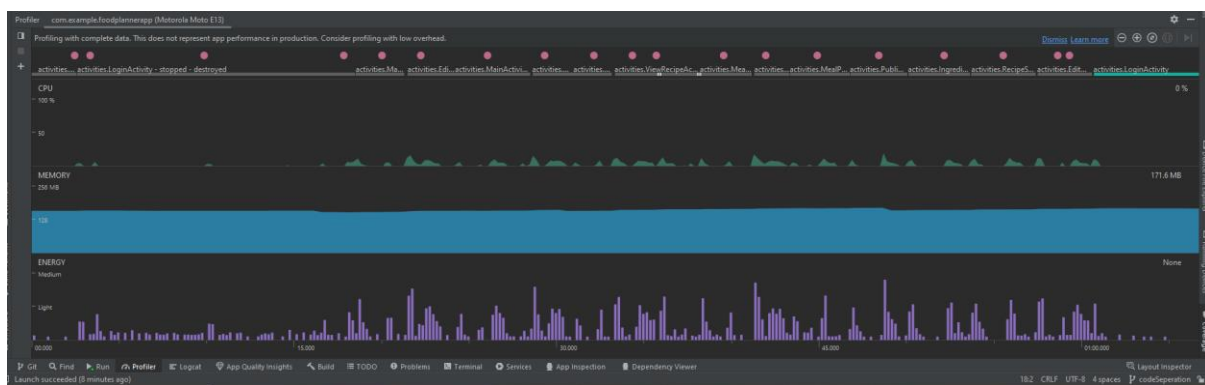 Profiler com.example.foodplannerapp (Motorola Moto E13)
Profiling with complete data. This does not represent app performance in production. Consider profiling with low overhead. Dismiss Learn more
activities.... activities.LoginActivity - stopped - destroyed activities.Ma... activities.Edi... activities.MainActivi... activities.... activities.... activities.ViewRecipeAc... activities.Mea... activities... activities.MealP... activities.Publi... activities.Ingredi... activities.RecipeS... activities.Edit... activities.LoginActivity
CPU 0 %
100 %
50
MEMORY 171.6 MB
256 MB
128
ENERGY None
Medium
Light
00.000 15.000 30.000 45.000 01:00.000
Git Find Run Profiler Logcat App Quality Insights Build TODO Problems Terminal Services App Inspection Dependency Viewer Layout Inspector
Launch succeeded (8 minutes ago) 18:2 CRLF UTF-8 4 spaces codeSeperation